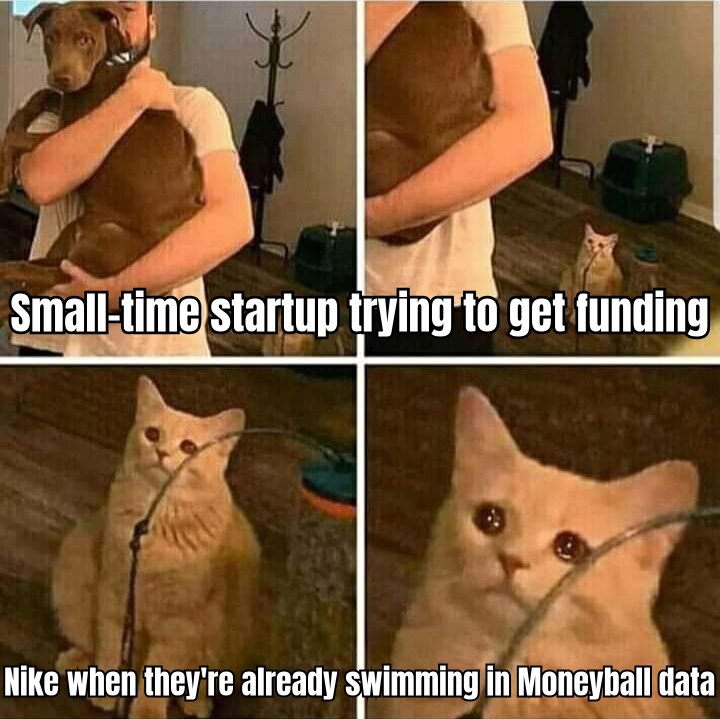 Small-time startup trying to get funding
Nike when they're already swimming in Moneyball data